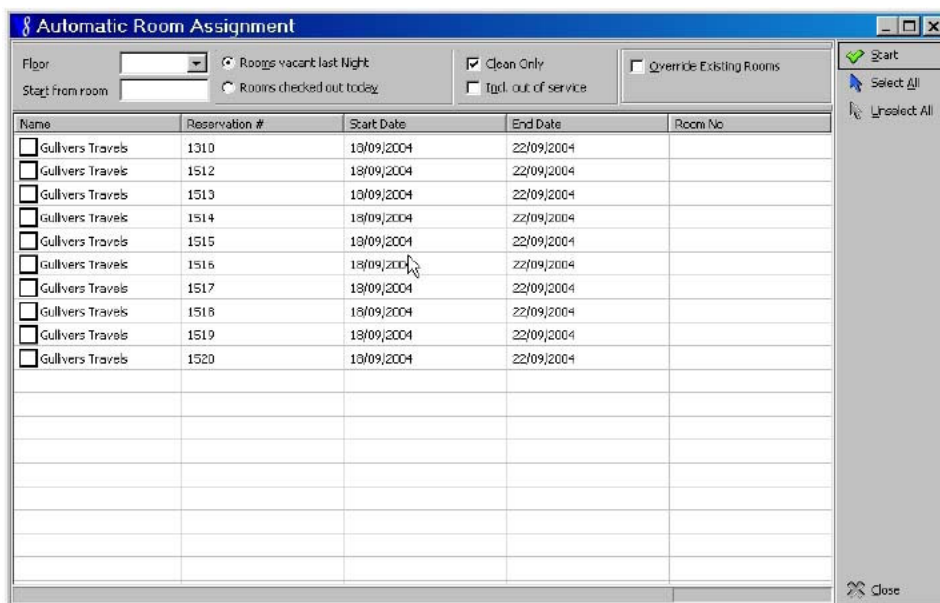 Automatic Room Assignment
Floor
Start from room
Rooms vacant last Night
Rooms checked out today
Clean Only
Incl. out of service
Override Existing Rooms
Start
Select All
Unselect All
Name Reservation # Start Date End Date Room No
Gullivers Travels 1310 18/09/2004 22/09/2004
Gullivers Travels 1512 18/09/2004 22/09/2004
Gullivers Travels 1513 18/09/2004 22/09/2004
Gullivers Travels 1514 18/09/2004 22/09/2004
Gullivers Travels 1515 18/09/2004 22/09/2004
Gullivers Travels 1516 18/09/2004 22/09/2004
Gullivers Travels 1517 18/09/2004 22/09/2004
Gullivers Travels 1518 18/09/2004 22/09/2004
Gullivers Travels 1519 18/09/2004 22/09/2004
Gullivers Travels 1520 18/09/2004 22/09/2004
Close